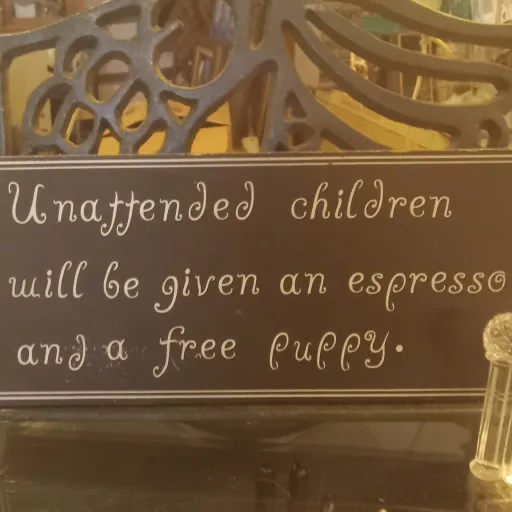 Unattended children
will be given an espresso
and a free puppy.